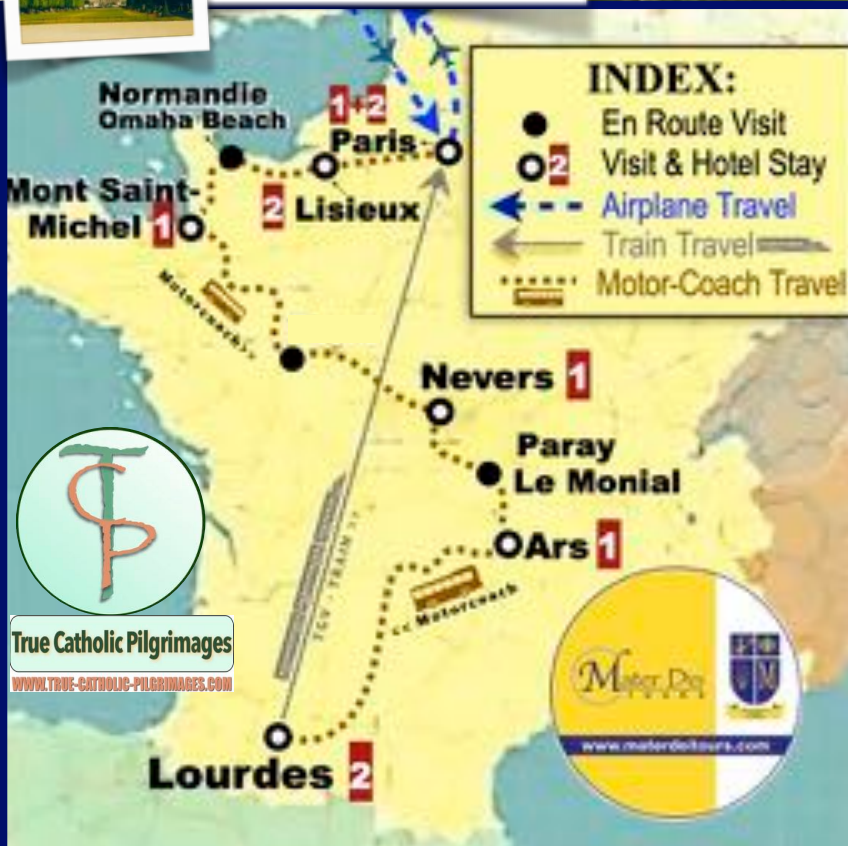 INDEX:
En Route Visit
2 Visit & Hotel Stay
Airplane Travel
Train Travel
Motor-Coach Travel
Normandie
Omaha Beach
1+2
Paris
Mont Saint-
Michel 1
2 Lisieux
Motorcoach
Nevers 1
Paray
Le Monial
Ars 1
Motorcoach
TRAIN
Lourdes 2
TCP
True Catholic Pilgrimages
WWW.TRUE-CATHOLIC-PILGRIMAGES.COM
Mater Dei
TOURS
www.materdeitours.com